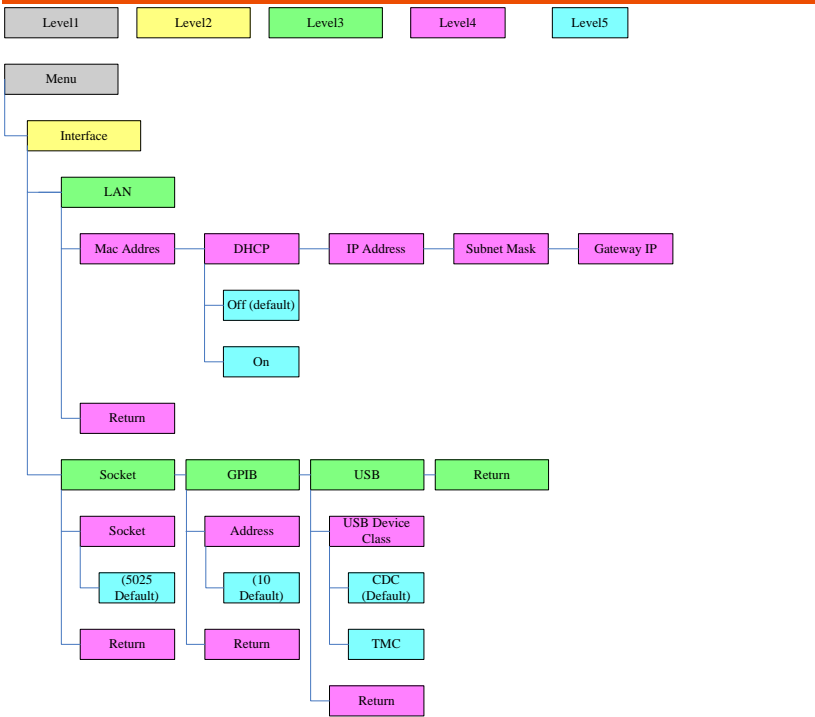 Level1
Level2
Level3
Level4
Level5
Menu
Interface
LAN
Mac Addres
DHCP
IP Address
Subnet Mask
Gateway IP
Off (default)
On
Return
Socket
GPIB
USB
Return
Socket
Address
USB Device
Class
(5025
Default)
(10
Default)
CDC
(Default)
Return
Return
TMC
Return